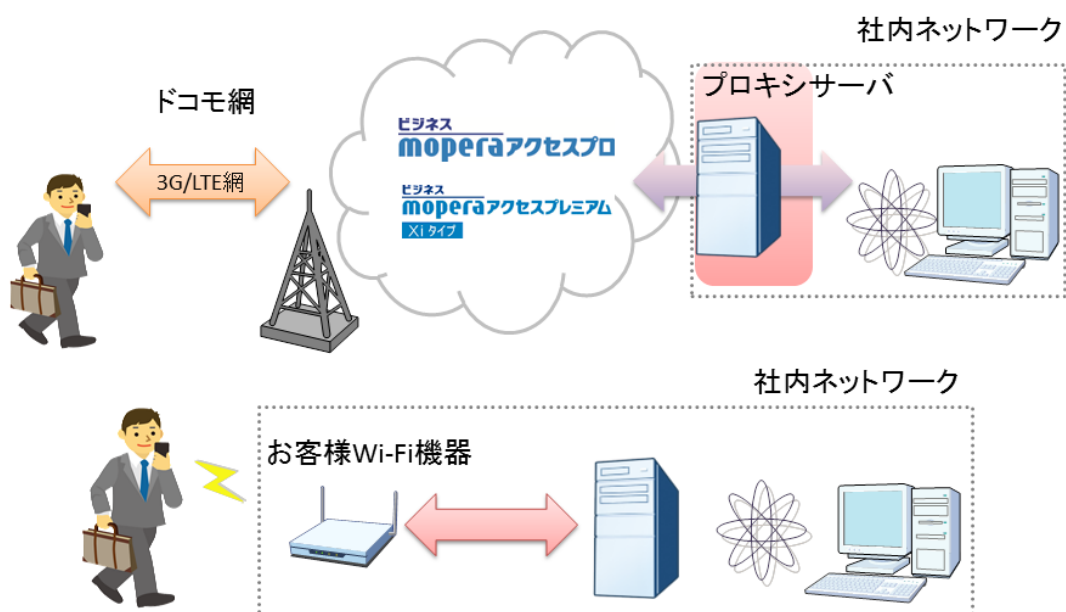 社内ネットワーク
プロキシサーバ
ドコモ網
3G/LTE網
ビジネス
moperaアクセスプロ
ビジネス
moperaアクセスプレミアム
Xiタイプ
社内ネットワーク
お客様Wi-Fi機器